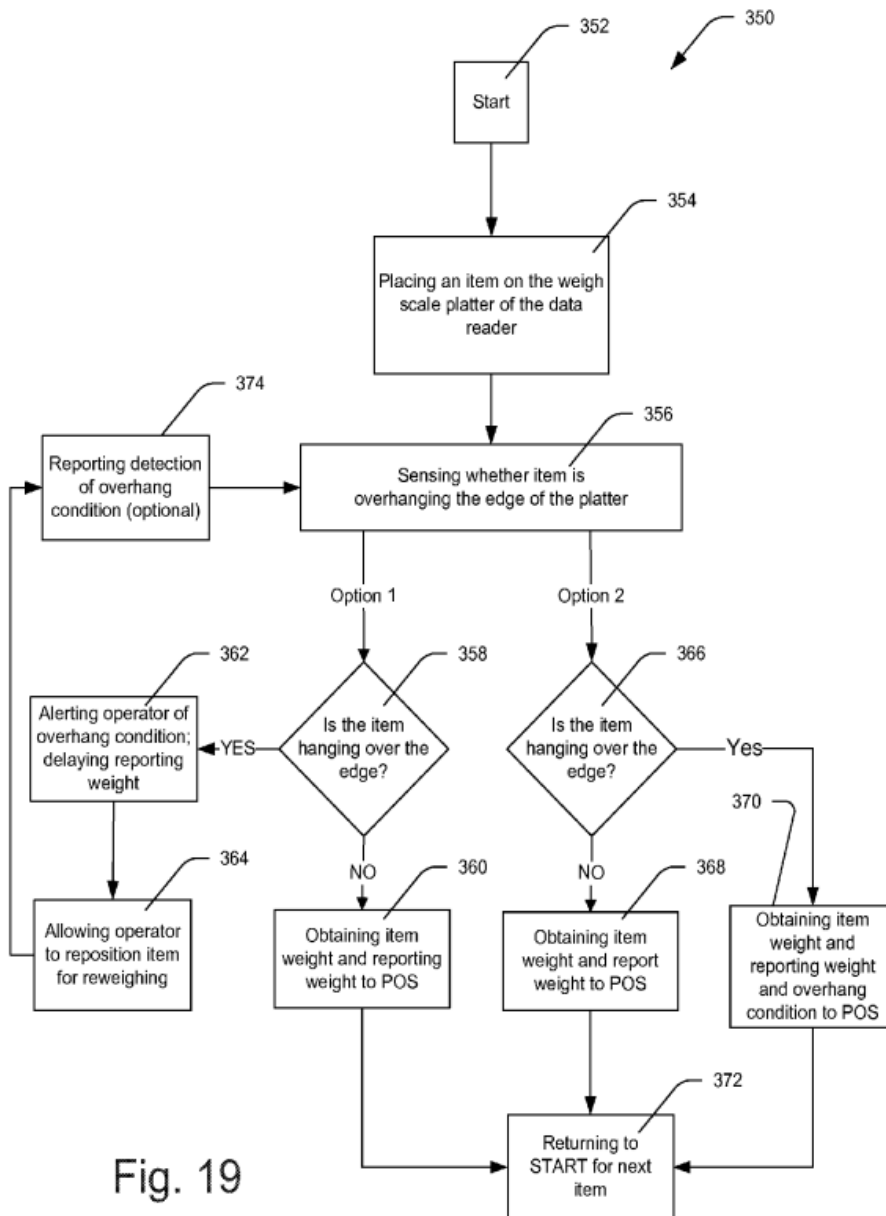 352
350
Start
354
Placing an item on the weigh
scale platter of the data
reader
374
356
Reporting detection
of overhang
condition (optional)
Sensing whether item is
overhanging the edge of the platter
Option 1
Option 2
362
358
366
Alerting operator of
overhang condition;
delaying reporting
weight
YES
Is the item
hanging over the
edge?
Is the item
hanging over the
edge?
Yes
370
364
NO
360
NO
368
Allowing operator
to reposition item
for reweighing
Obtaining item
weight and reporting
weight to POS
Obtaining item
weight and report
weight to POS
Obtaining item
weight and
reporting weight
and overhang
condition to POS
372
Returning to
START for next
item
Fig. 19